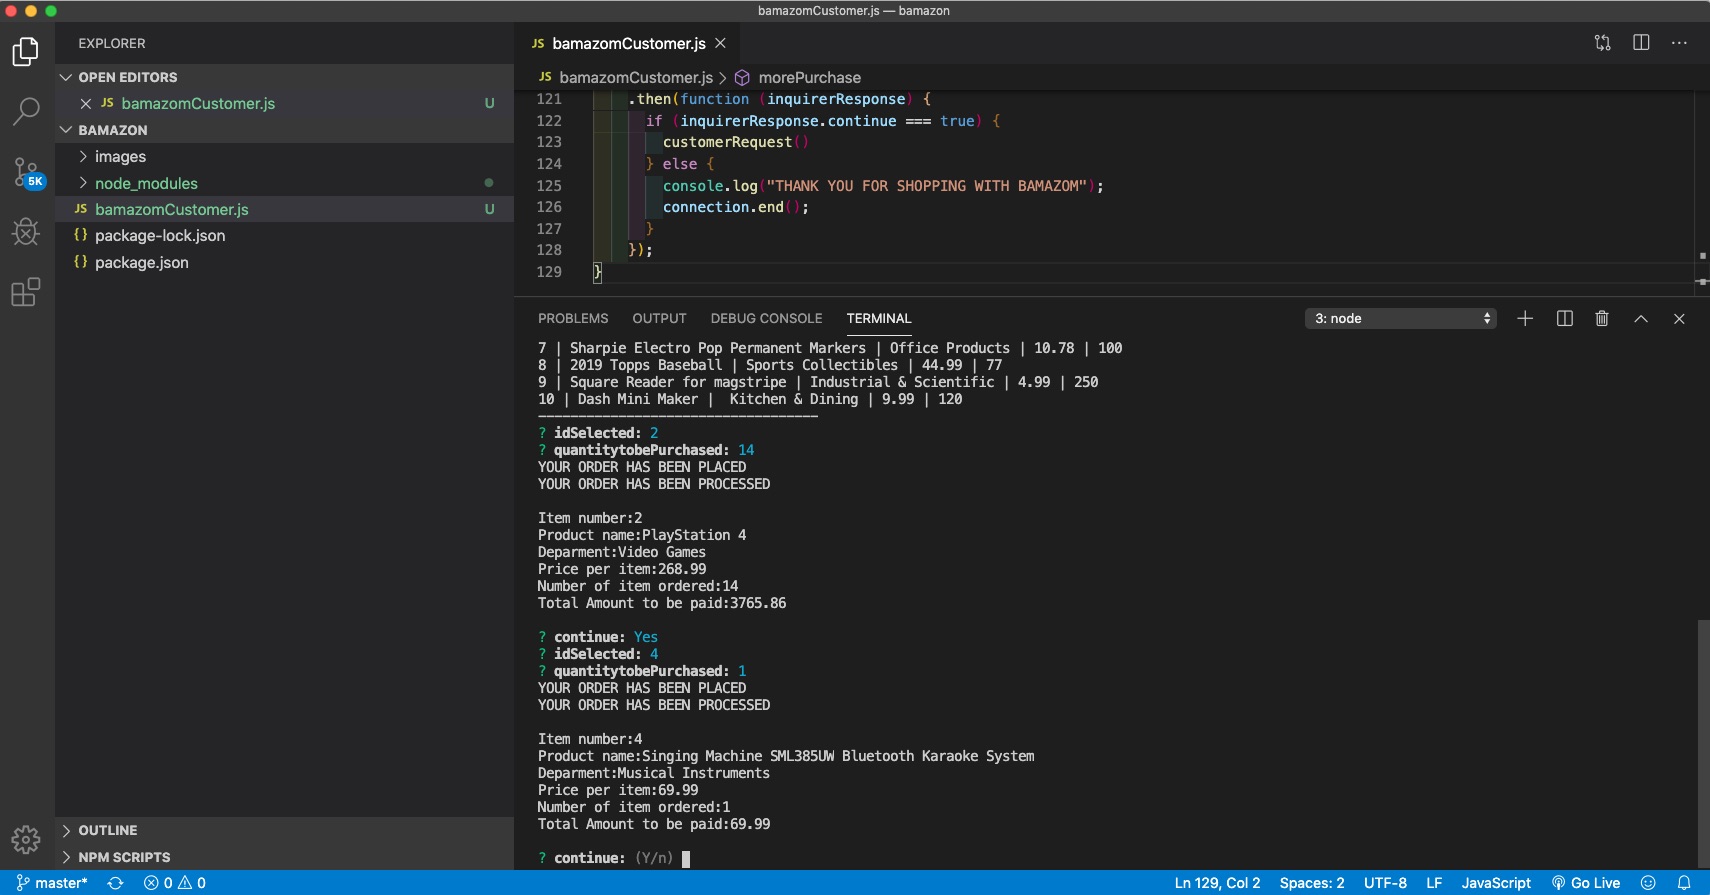 bamazomCustomer.js — bamazon
EXPLORER
OPEN EDITORS
JS bamazomCustomer.js U
BAMAZON
images
node_modules
JS bamazomCustomer.js U
{} package-lock.json
{} package.json
5K
OUTLINE
NPM SCRIPTS
JS bamazomCustomer.js
JS bamazomCustomer.js > morePurchase
121 .then(function (inquirerResponse) {
122 if (inquirerResponse.continue === true) {
123 customerRequest()
124 } else {
125 console.log("THANK YOU FOR SHOPPING WITH BAMAZOM");
126 connection.end();
127 }
128 });
129 }
PROBLEMS OUTPUT DEBUG CONSOLE TERMINAL 3: node
7 | Sharpie Electro Pop Permanent Markers | Office Products | 10.78 | 100
8 | 2019 Topps Baseball | Sports Collectibles | 44.99 | 77
9 | Square Reader for magstripe | Industrial & Scientific | 4.99 | 250
10 | Dash Mini Maker |  Kitchen & Dining | 9.99 | 120
-----------------------------------
? idSelected: 2
? quantitytobePurchased: 14
YOUR ORDER HAS BEEN PLACED
YOUR ORDER HAS BEEN PROCESSED
Item number:2
Product name:PlayStation 4
Deparment:Video Games
Price per item:268.99
Number of item ordered:14
Total Amount to be paid:3765.86
? continue: Yes
? idSelected: 4
? quantitytobePurchased: 1
YOUR ORDER HAS BEEN PLACED
YOUR ORDER HAS BEEN PROCESSED
Item number:4
Product name:Singing Machine SML385UW Bluetooth Karaoke System
Deparment:Musical Instruments
Price per item:69.99
Number of item ordered:1
Total Amount to be paid:69.99
? continue: (Y/n)
master* 0 0 Ln 129, Col 2 Spaces: 2 UTF-8 LF JavaScript Go Live